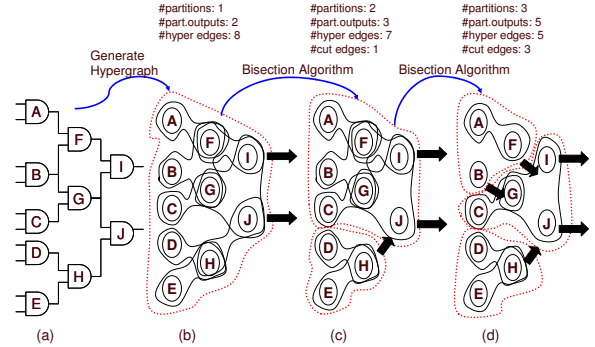 #partitions: 1
#part.outputs: 2
#hyper edges: 8
#partitions: 2
#part.outputs: 3
#hyper edges: 7
#cut edges: 1
#partitions: 3
#part.outputs: 5
#hyper edges: 5
#cut edges: 3
Generate
Hypergraph
Bisection Algorithm
Bisection Algorithm
A
F
B
I
G
C
J
D
H
E
A
F
I
B
G
C
J
D
H
E
A
F
I
B
G
C
J
D
H
E
A
F
I
B
G
C
J
D
H
E
(a)
(b)
(c)
(d)